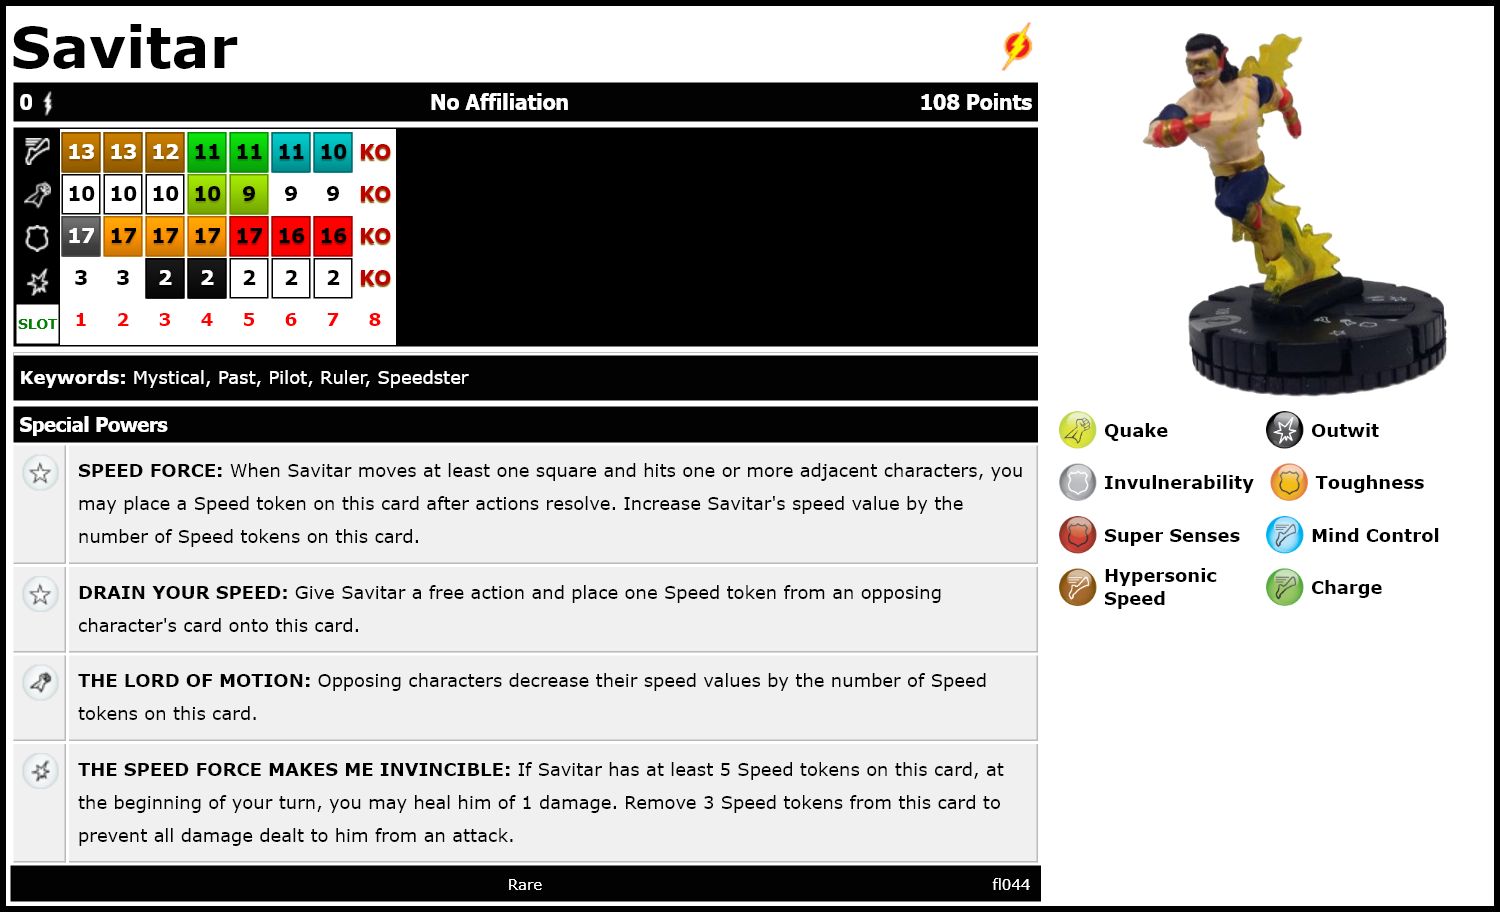 Savitar
0 No Affiliation 108 Points
13 13 12 11 11 11 10 KO
10 10 10 10 9 9 9 KO
17 17 17 17 17 16 16 KO
3 3 2 2 2 2 2 KO
SLOT 1 2 3 4 5 6 7 8
Keywords: Mystical, Past, Pilot, Ruler, Speedster
Special Powers
SPEED FORCE: When Savitar moves at least one square and hits one or more adjacent characters, you
may place a Speed token on this card after actions resolve. Increase Savitar's speed value by the
number of Speed tokens on this card.
DRAIN YOUR SPEED: Give Savitar a free action and place one Speed token from an opposing
character's card onto this card.
THE LORD OF MOTION: Opposing characters decrease their speed values by the number of Speed
tokens on this card.
THE SPEED FORCE MAKES ME INVINCIBLE: If Savitar has at least 5 Speed tokens on this card, at
the beginning of your turn, you may heal him of 1 damage. Remove 3 Speed tokens from this card to
prevent all damage dealt to him from an attack.
Rare fl044
Quake Outwit
Invulnerability Toughness
Super Senses Mind Control
Hypersonic
Speed
Charge